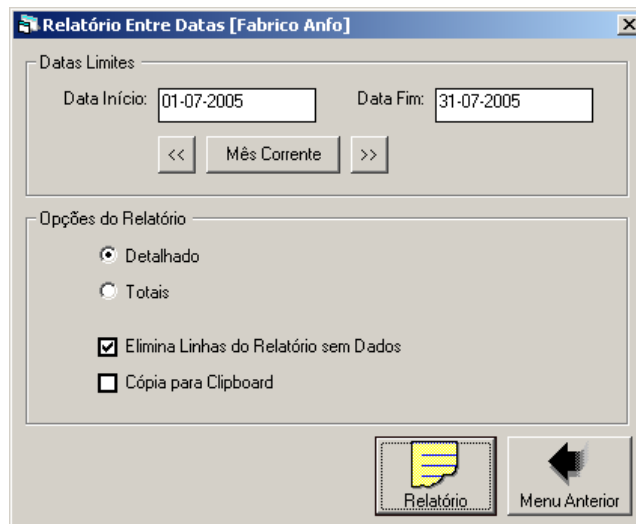 Relatório Entre Datas [Fabrico Anfo]
Datas Limites
Data Início: 01-07-2005 Data Fim: 31-07-2005
<< Mês Corrente >>
Opções do Relatório
Detalhado
Totais
Elimina Linhas do Relatório sem Dados
Cópia para Clipboard
Relatório Menu Anterior